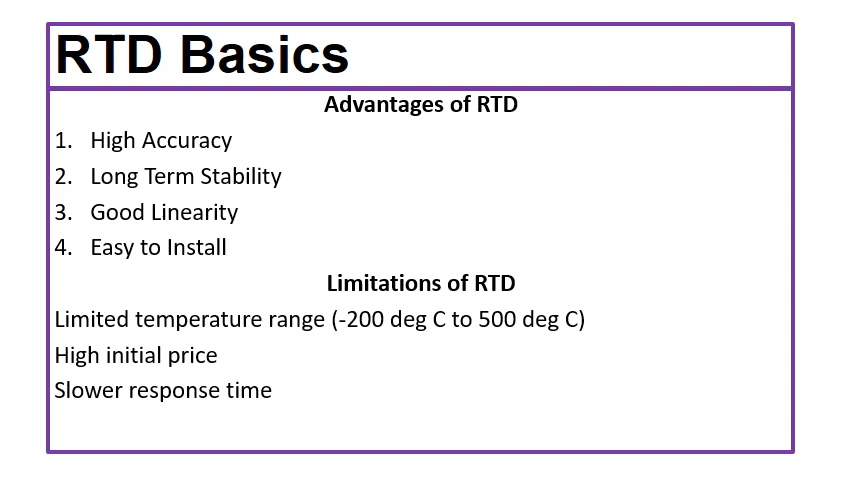 RTD Basics
Advantages of RTD
1. High Accuracy
2. Long Term Stability
3. Good Linearity
4. Easy to Install
Limitations of RTD
Limited temperature range (-200 deg C to 500 deg C)
High initial price
Slower response time